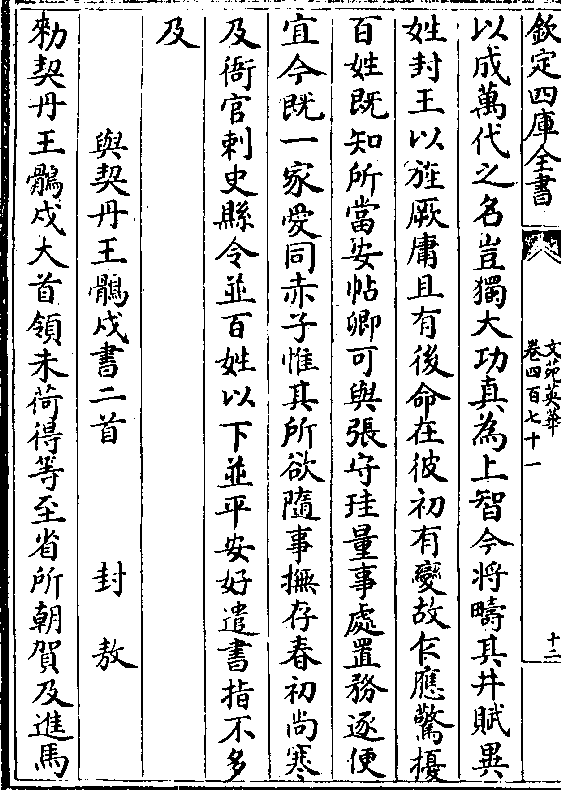 欽定四庫全書
文苑英華
卷四百七十一
十二
以成萬代之名豈獨大功真為上智今将疇其井賦異
姓封王以旌厥庸且有後命在彼初有變故乍應驚擾
百姓既知所當安帖卿可與張守珪量事處置務逐便
宜今既一家愛同赤子惟其所欲隨事撫存春初尚寒
及衙官刺史縣令並百姓以下並平安好遣書指不多
及
與契丹王鶻戍書二首 封敖
勑契丹王鶻戍大首領未荷得等至省所朝賀及進馬